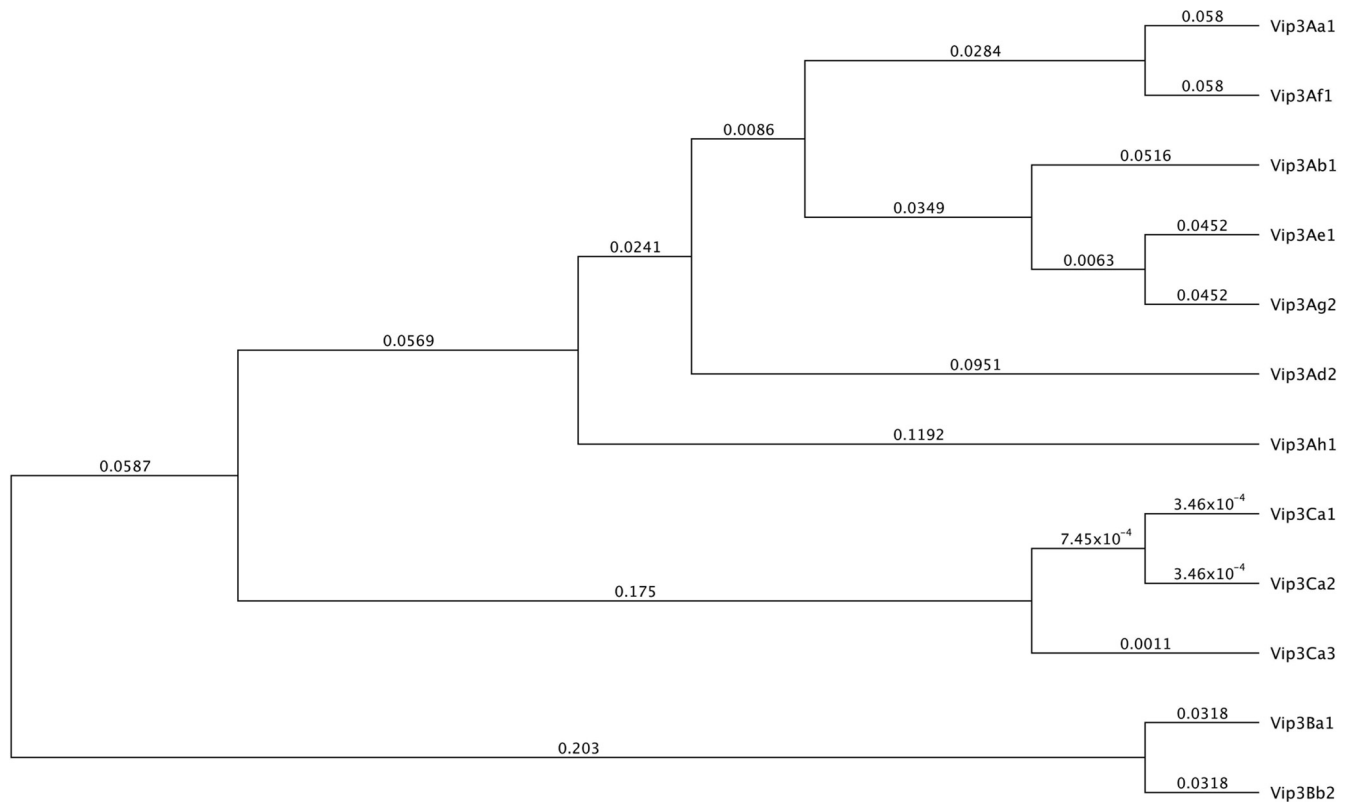 0.058 Vip3Aa1
0.0284
0.058 Vip3Af1
0.0086
0.0516 Vip3Ab1
0.0349
0.0452 Vip3Ae1
0.0241
0.0063
0.0452 Vip3Ag2
0.0569
0.0951 Vip3Ad2
0.1192 Vip3Ah1
0.0587
3.46x10⁻⁴ Vip3Ca1
7.45x10⁻⁴
3.46x10⁻⁴ Vip3Ca2
0.175
0.0011 Vip3Ca3
0.0318 Vip3Ba1
0.203
0.0318 Vip3Bb2